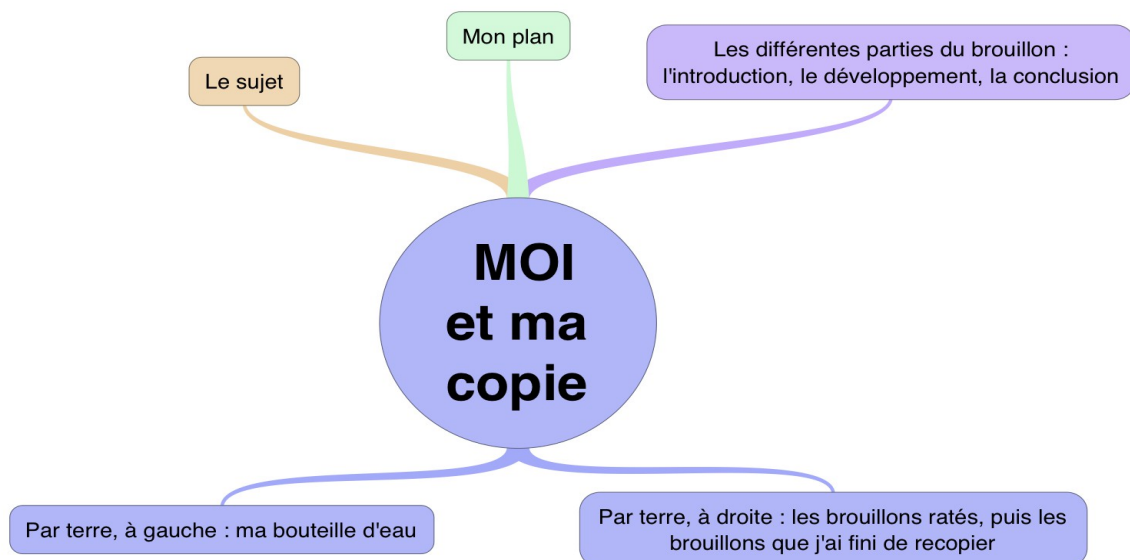 Mon plan
Les différentes parties du brouillon :
l'introduction, le développement, la conclusion
Le sujet
MOI
et ma
copie
Par terre, à gauche : ma bouteille d'eau
Par terre, à droite : les brouillons ratés, puis les
brouillons que j'ai fini de recopier